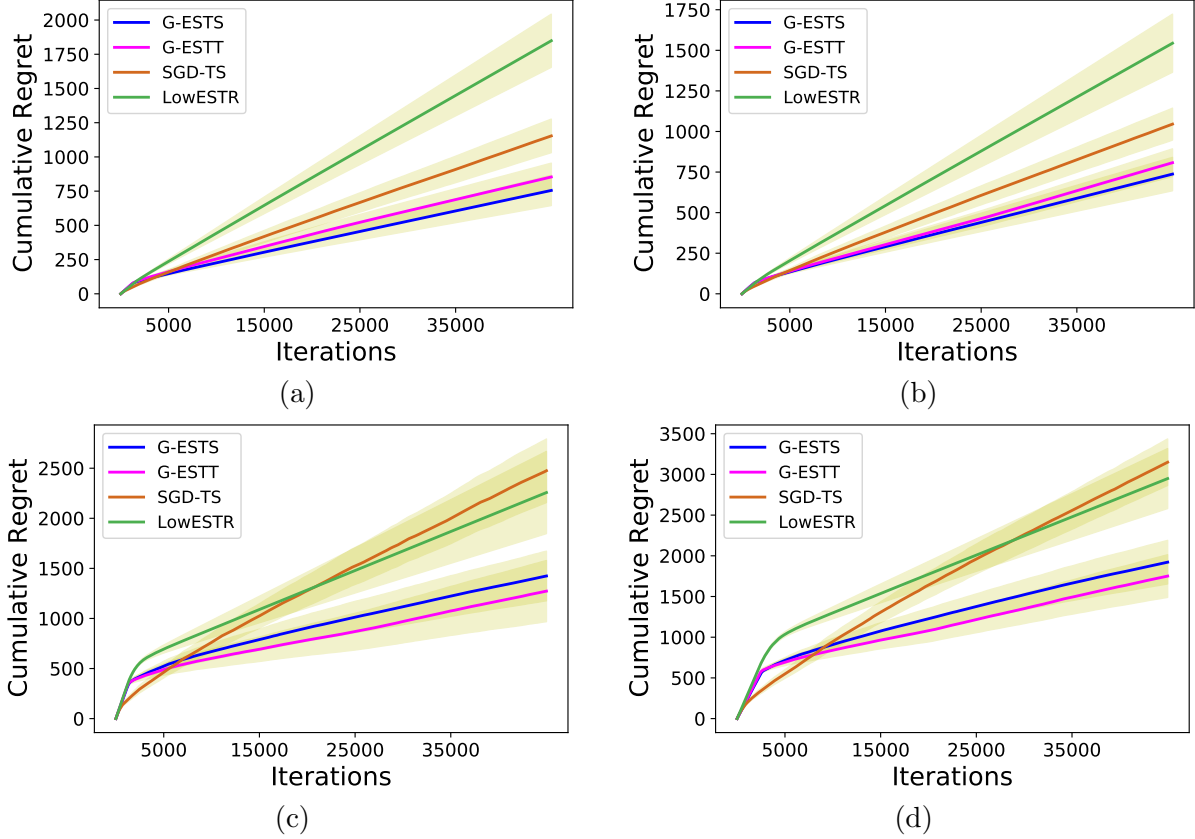 2000
1750
1500
1250
1000
750
500
250
0
Cumulative Regret
G-ESTS
G-ESTT
SGD-TS
LowESTR
5000 15000 25000 35000
Iterations
(a)
1750
1500
1250
1000
750
500
250
0
Cumulative Regret
G-ESTS
G-ESTT
SGD-TS
LowESTR
5000 15000 25000 35000
Iterations
(b)
2500
2000
1500
1000
500
0
Cumulative Regret
G-ESTS
G-ESTT
SGD-TS
LowESTR
5000 15000 25000 35000
Iterations
(c)
3500
3000
2500
2000
1500
1000
500
0
Cumulative Regret
G-ESTS
G-ESTT
SGD-TS
LowESTR
5000 15000 25000 35000
Iterations
(d)